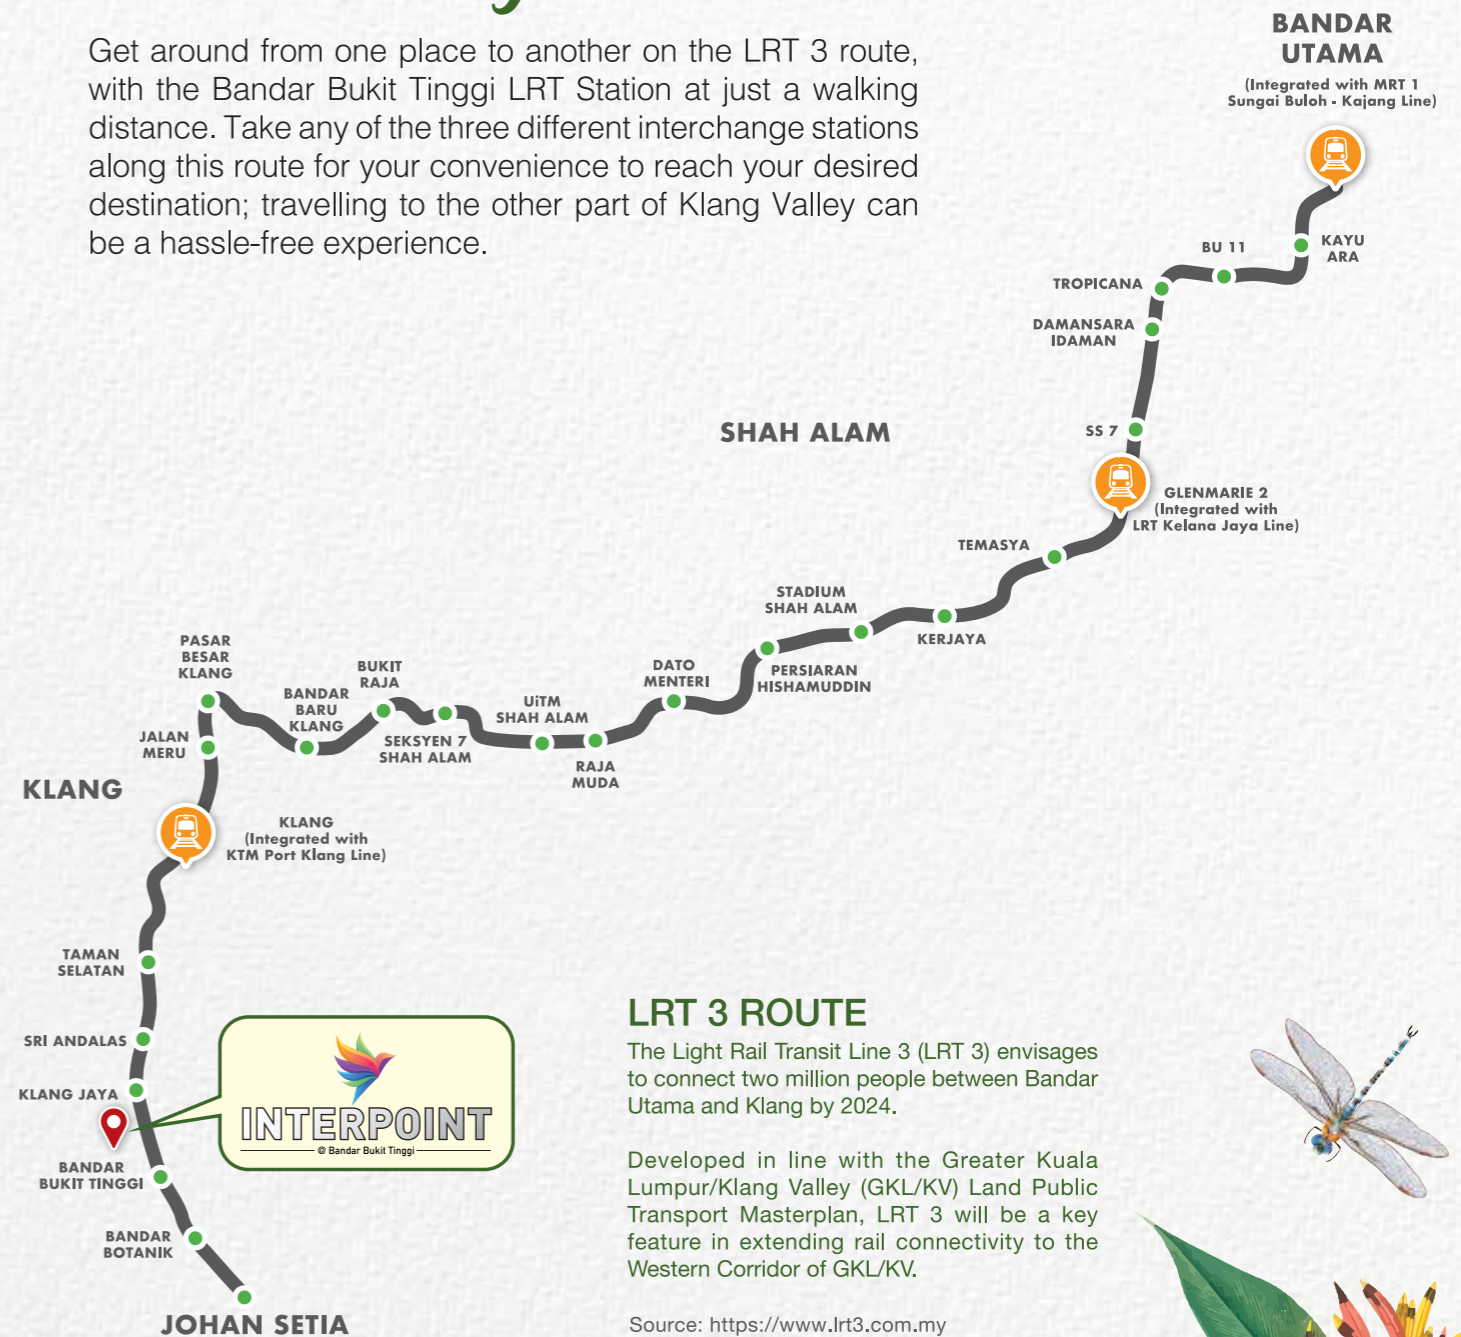 Get around from one place to another on the LRT 3 route,
with the Bandar Bukit Tinggi LRT Station at just a walking
distance. Take any of the three different interchange stations
along this route for your convenience to reach your desired
destination; travelling to the other part of Klang Valley can
be a hassle-free experience.
BANDAR
UTAMA
(Integrated with MRT 1
Sungai Buloh - Kajang Line)
KAYU
ARA
BU 11
TROPICANA
DAMANSARA
IDAMAN
SHAH ALAM
SS 7
GLENMARIE 2
(Integrated with
LRT Kelana Jaya Line)
TEMASYA
STADIUM
SHAH ALAM
KERJAYA
PERSIARAN
HISHAMUDDIN
DATO
MENTERI
RAJA
MUDA
UiTM
SHAH ALAM
SEKSYEN 7
SHAH ALAM
BUKIT
RAJA
BANDAR
BARU
KLANG
PASAR
BESAR
KLANG
JALAN
MERU
KLANG
KLANG
(Integrated with
KTM Port Klang Line)
TAMAN
SELATAN
SRI ANDALAS
KLANG JAYA
INTERPOINT
@ Bandar Bukit Tinggi
BANDAR
BUKIT TINGGI
BANDAR
BOTANIK
JOHAN SETIA
LRT 3 ROUTE
The Light Rail Transit Line 3 (LRT 3) envisages
to connect two million people between Bandar
Utama and Klang by 2024.
Developed in line with the Greater Kuala
Lumpur/Klang Valley (GKL/KV) Land Public
Transport Masterplan, LRT 3 will be a key
feature in extending rail connectivity to the
Western Corridor of GKL/KV.
Source: https://www.lrt3.com.my